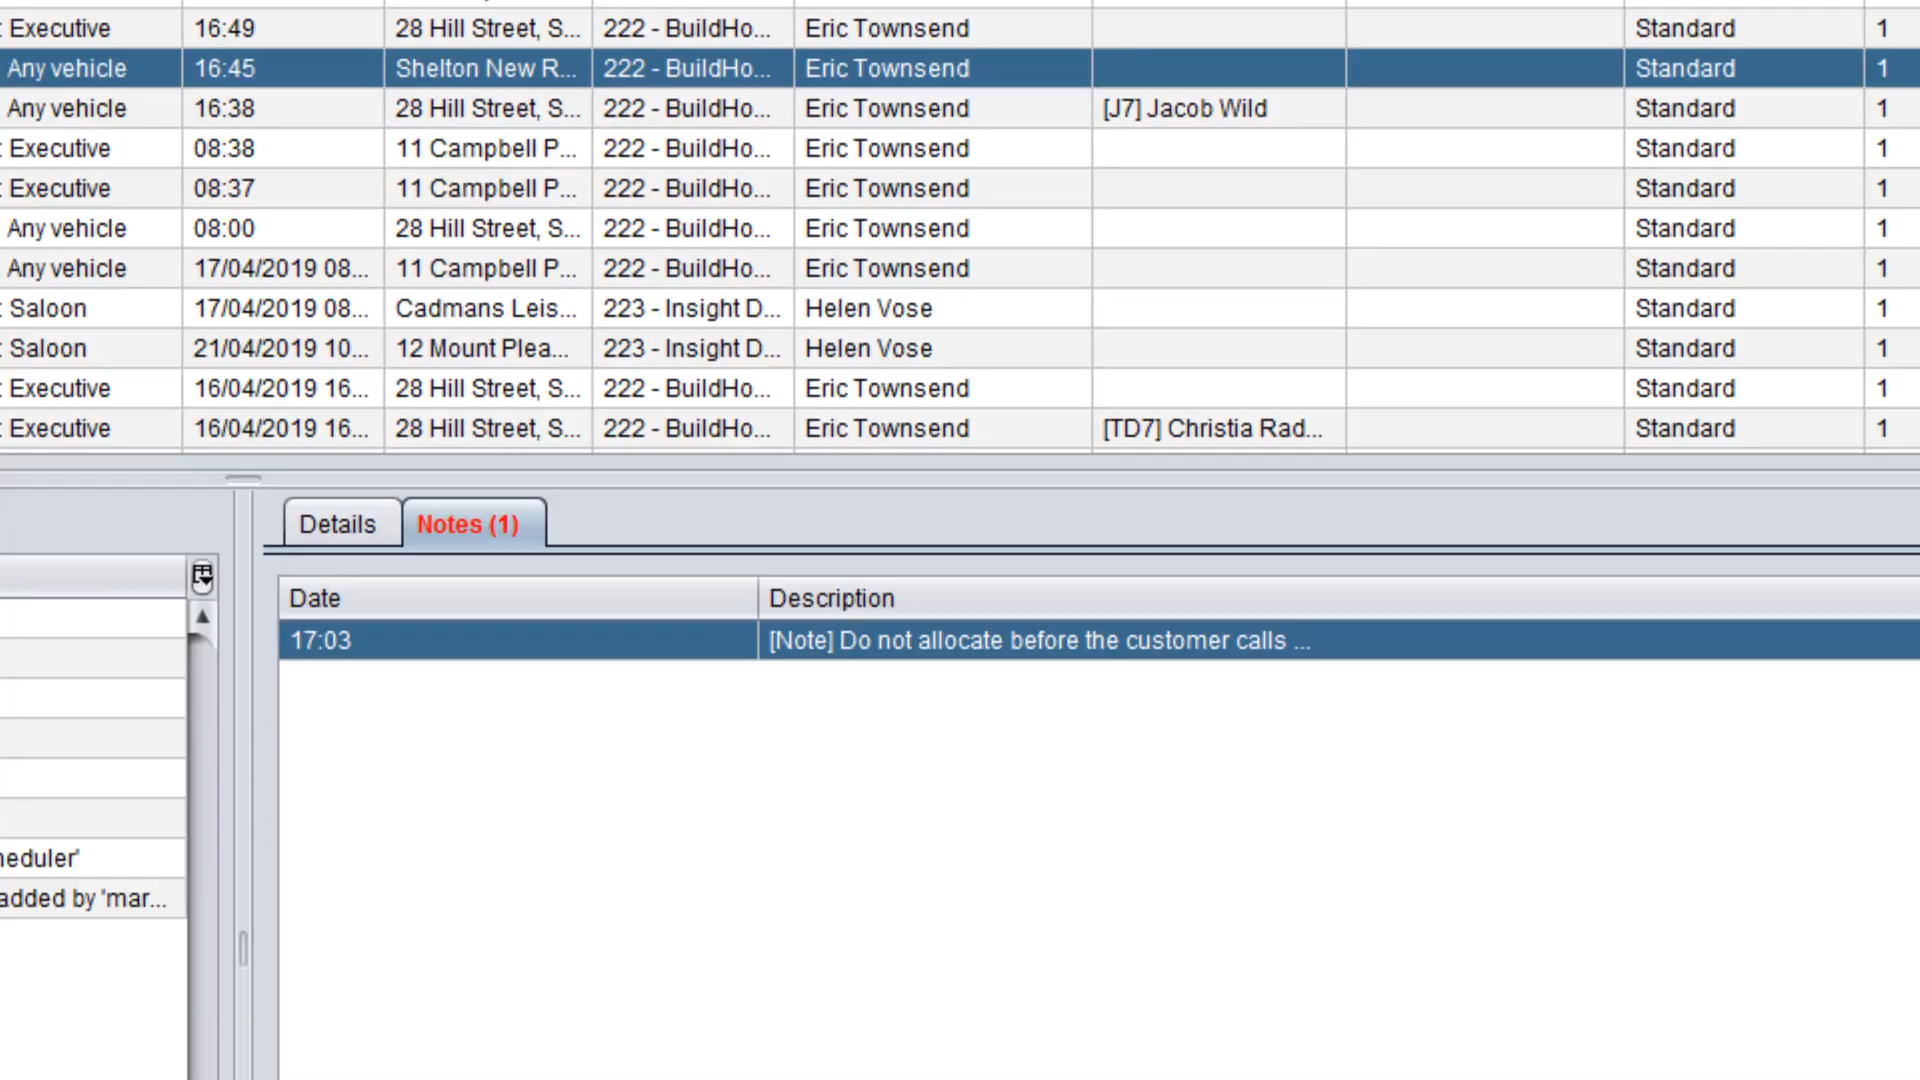 : Executive 16:49 28 Hill Street, S... 222 - BuildHo... Eric Townsend Standard 1
Any vehicle 16:45 Shelton New R... 222 - BuildHo... Eric Townsend Standard 1
Any vehicle 16:38 28 Hill Street, S... 222 - BuildHo... Eric Townsend [J7] Jacob Wild Standard 1
: Executive 08:38 11 Campbell P... 222 - BuildHo... Eric Townsend Standard 1
: Executive 08:37 11 Campbell P... 222 - BuildHo... Eric Townsend Standard 1
Any vehicle 08:00 28 Hill Street, S... 222 - BuildHo... Eric Townsend Standard 1
Any vehicle 17/04/2019 08... 11 Campbell P... 222 - BuildHo... Eric Townsend Standard 1
: Saloon 17/04/2019 08... Cadmans Leis... 223 - Insight D... Helen Vose Standard 1
: Saloon 21/04/2019 10... 12 Mount Plea... 223 - Insight D... Helen Vose Standard 1
: Executive 16/04/2019 16... 28 Hill Street, S... 222 - BuildHo... Eric Townsend Standard 1
: Executive 16/04/2019 16... 28 Hill Street, S... 222 - BuildHo... Eric Townsend [TD7] Christia Rad... Standard 1
Details Notes (1)
Date Description
17:03 [Note] Do not allocate before the customer calls ...
heduler'
added by 'mar...